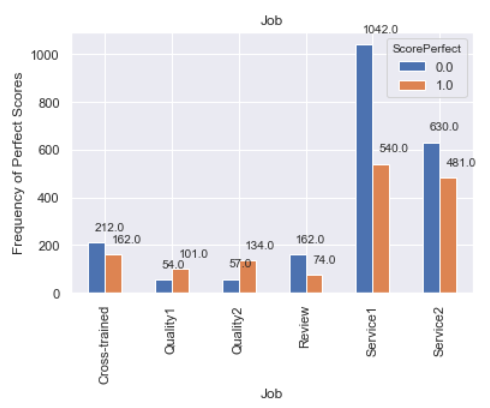 Job
1042.0
ScorePerfect
0.0
1.0
1000
800
600
400
200
0
Frequency of Perfect Scores
212.0
162.0
54.0
101.0
57.0
134.0
162.0
74.0
540.0
630.0
481.0
Cross-trained
Quality1
Quality2
Review
Service1
Service2
Job